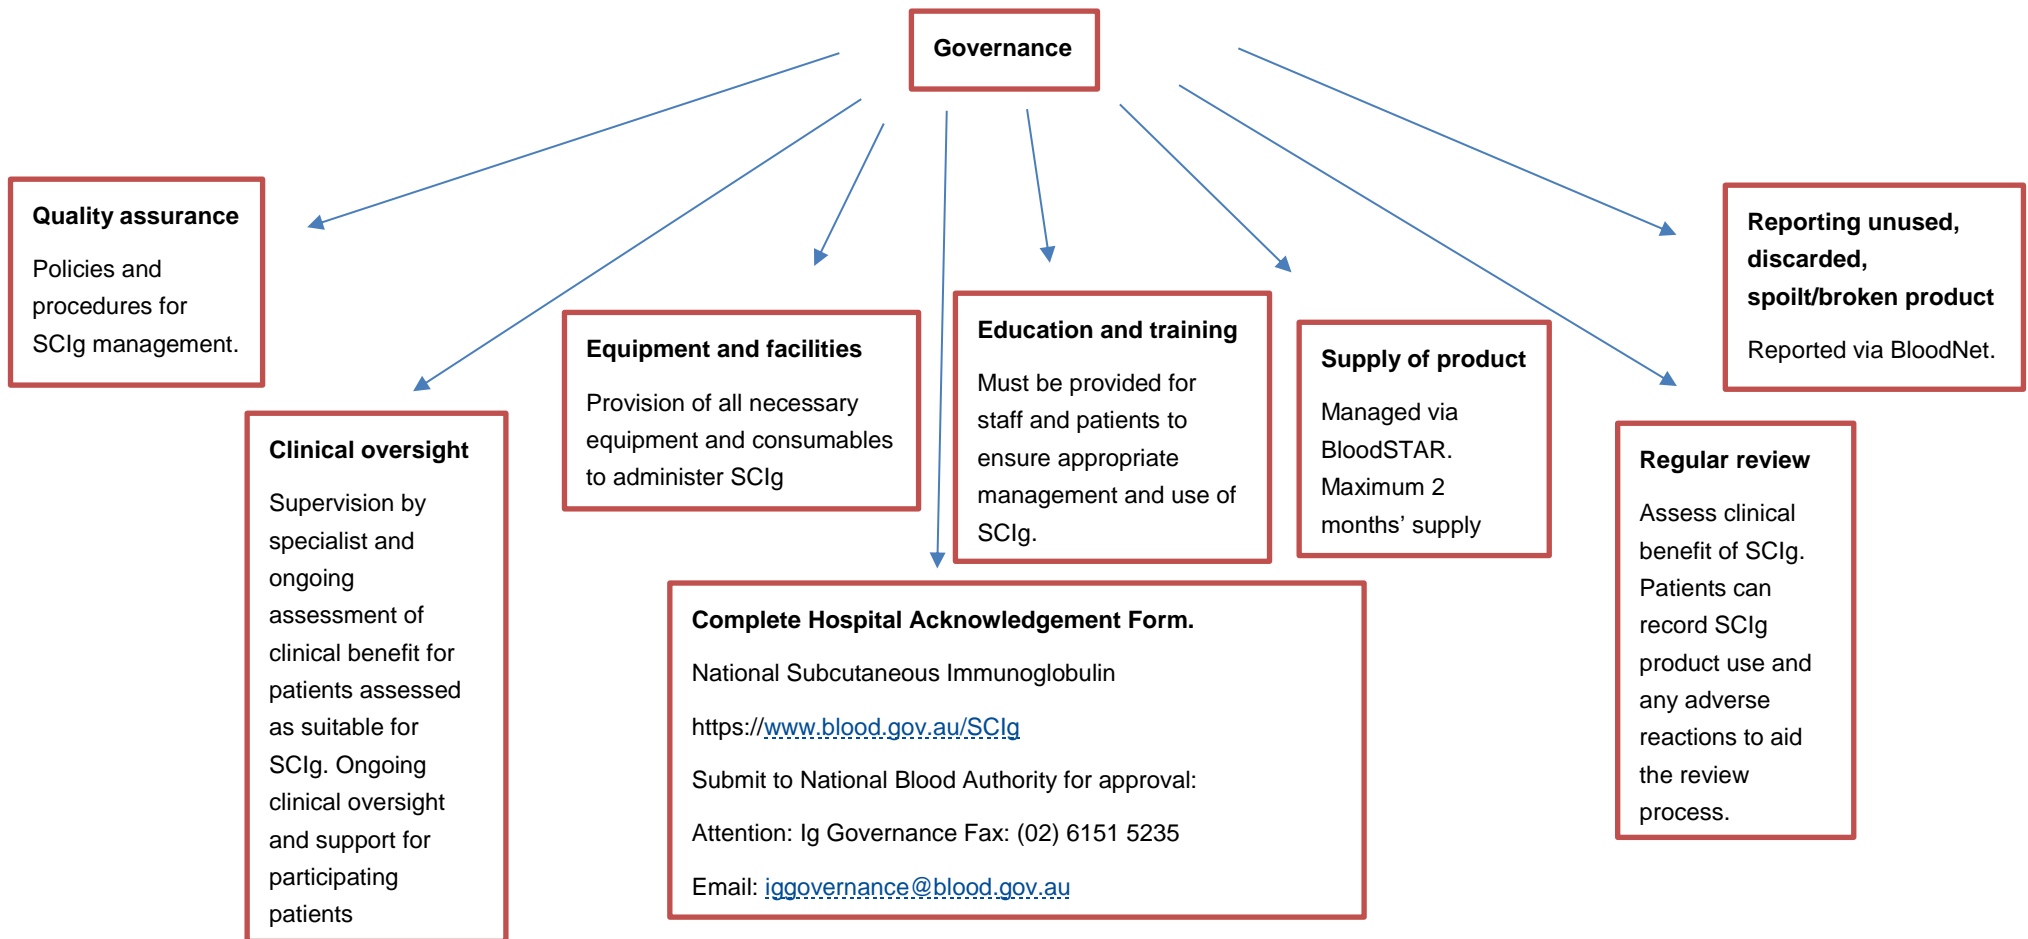 Governance
Quality assurance
Policies and
procedures for
SCIg management.
Clinical oversight
Supervision by
specialist and
ongoing
assessment of
clinical benefit for
patients assessed
as suitable for
SCIg. Ongoing
clinical oversight
and support for
participating
patients
Equipment and facilities
Provision of all necessary
equipment and consumables
to administer SCIg
Complete Hospital Acknowledgement Form.
National Subcutaneous Immunoglobulin
https://www.blood.gov.au/SCIg
Submit to National Blood Authority for approval:
Attention: Ig Governance Fax: (02) 6151 5235
Email: iggovernance@blood.gov.au
Education and training
Must be provided for
staff and patients to
ensure appropriate
management and use of
SCIg.
Supply of product
Managed via
BloodSTAR.
Maximum 2
months’ supply
Regular review
Assess clinical
benefit of SCIg.
Patients can
record SCIg
product use and
any adverse
reactions to aid
the review
process.
Reporting unused,
discarded,
spoilt/broken product
Reported via BloodNet.